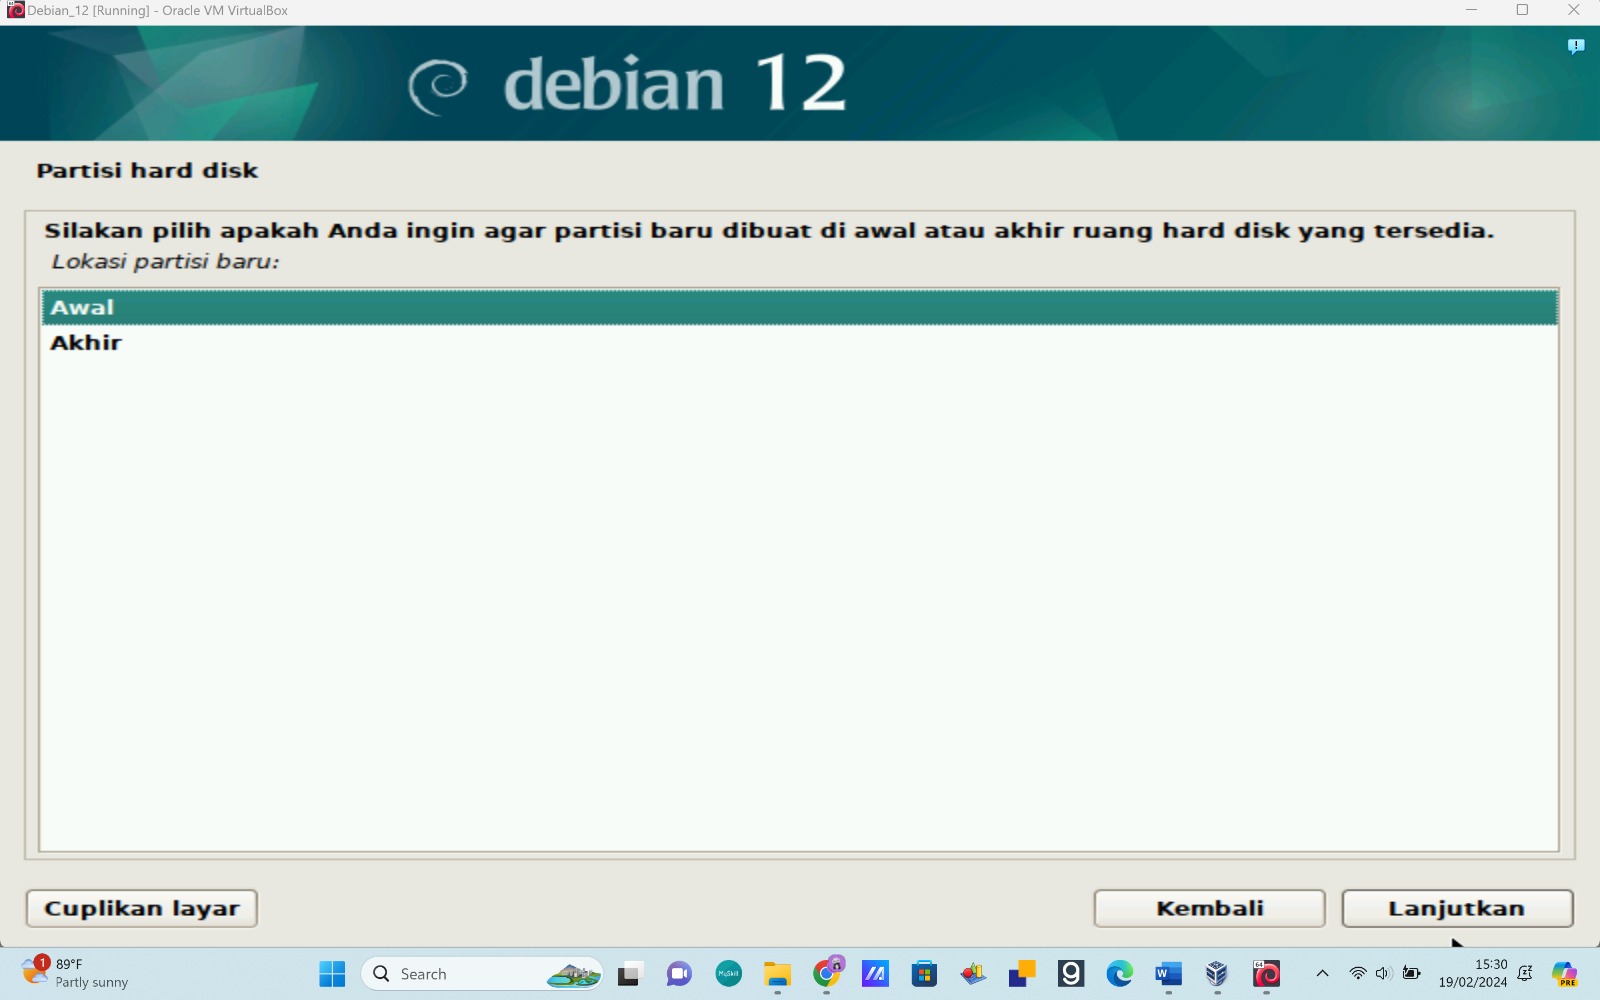 Debian_12 [Running] - Oracle VM VirtualBox
debian 12
Partisi hard disk
Silakan pilih apakah Anda ingin agar partisi baru dibuat di awal atau akhir ruang hard disk yang tersedia.
Lokasi partisi baru:
Awal
Akhir
Cuplikan layar
Kembali
Lanjutkan
1
89°F
Partly sunny
Search
MySkill
15:30
19/02/2024
PRE